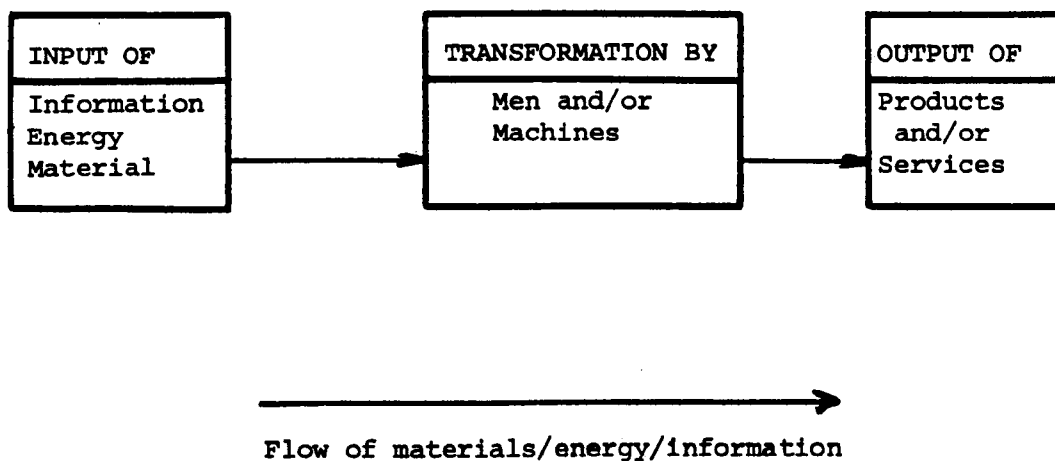 INPUT OF
Information
Energy
Material
TRANSFORMATION BY
Men and/or
Machines
OUTPUT OF
Products
and/or
Services
Flow of materials/energy/information